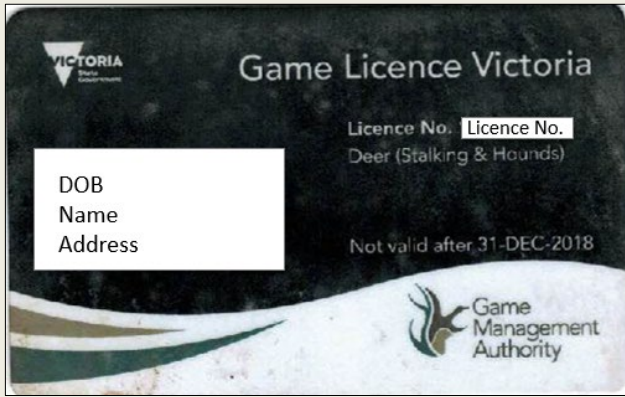 VICTORIA
State
Government
Game Licence Victoria
Licence No. Licence No.
Deer (Stalking & Hounds)
DOB
Name
Address
Not valid after 31-DEC-2018
Game
Management
Authority